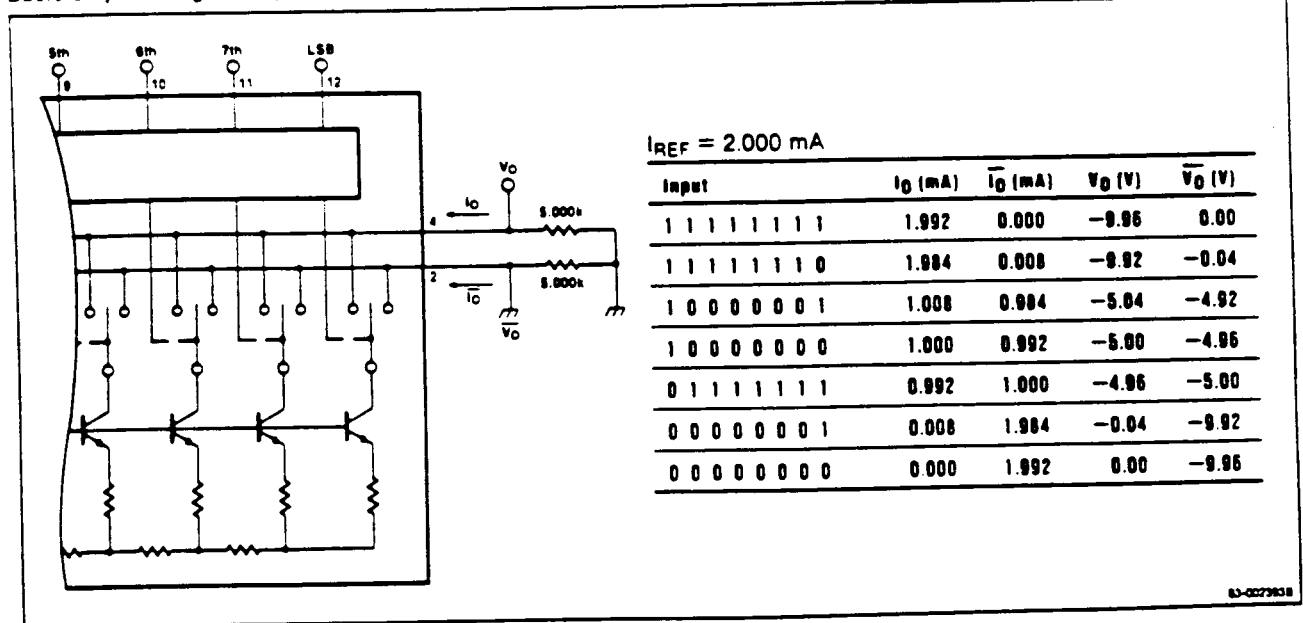 5th 6th 7th LSB
9 10 11 12
V₀
I₀ 5.000k
4
2 5.000k
I̅₀
V̅₀
I_REF = 2.000 mA
Input I₀ (mA) I̅₀ (mA) V₀ (V) V̅₀ (V)
1 1 1 1 1 1 1 1 1.992 0.000 −9.96 0.00
1 1 1 1 1 1 1 0 1.984 0.008 −9.92 −0.04
1 0 0 0 0 0 0 1 1.008 0.984 −5.04 −4.92
1 0 0 0 0 0 0 0 1.000 0.992 −5.00 −4.96
0 1 1 1 1 1 1 1 0.992 1.000 −4.96 −5.00
0 0 0 0 0 0 0 1 0.008 1.984 −0.04 −9.92
0 0 0 0 0 0 0 0 0.000 1.992 0.00 −9.96